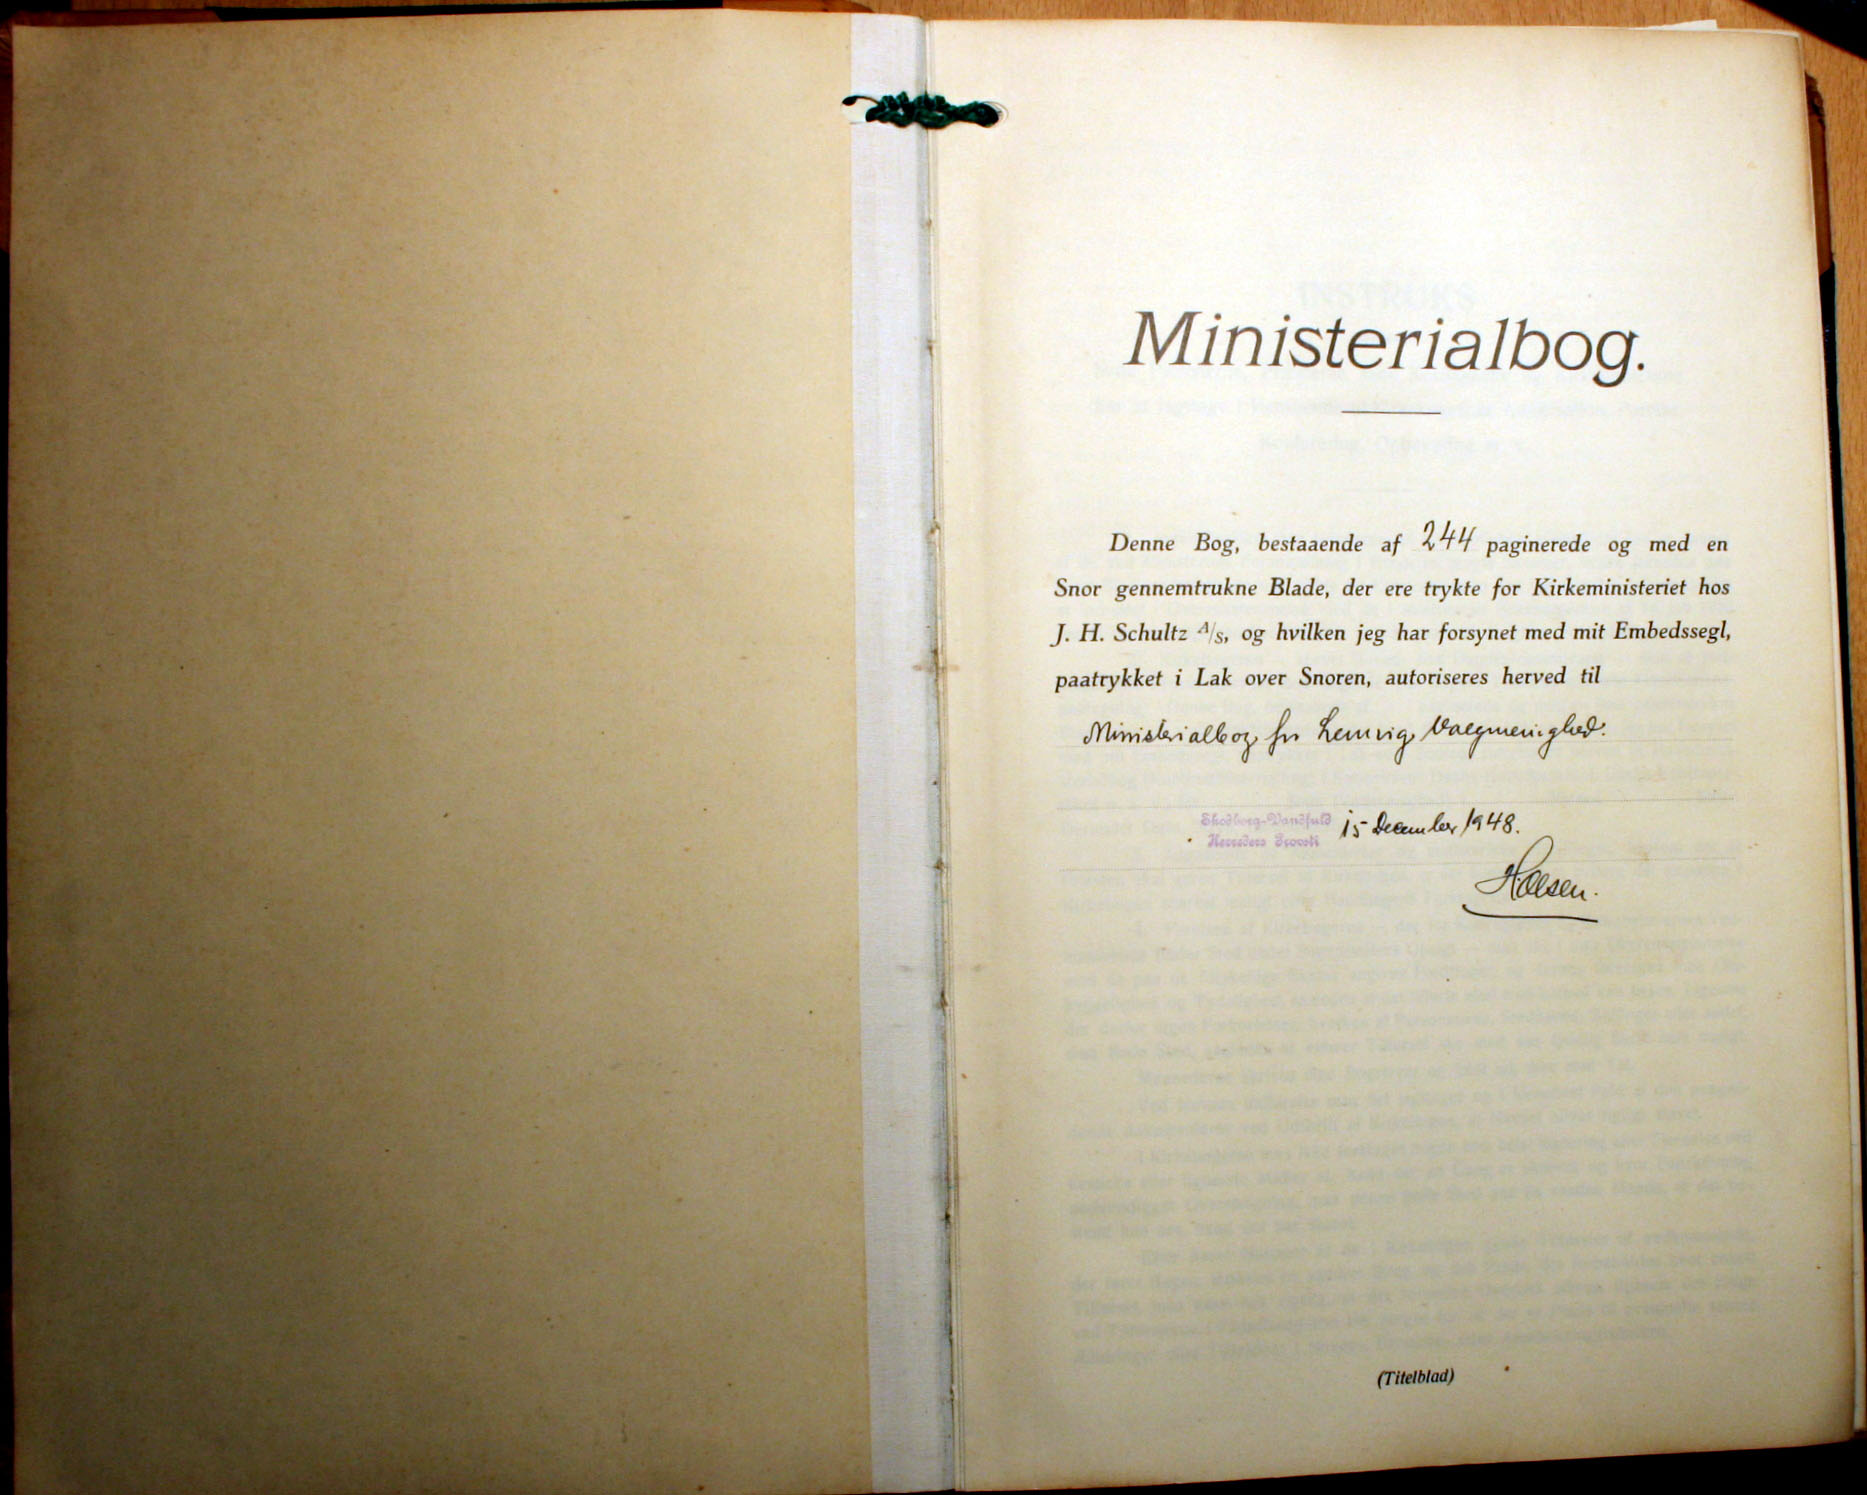 Ministerialbog.
Denne Bog, bestaaende af 244 paginerede og med en
Snor gennemtrukne Blade, der ere trykte for Kirkeministeriet hos
J. H. Schultz A/S, og hvilken jeg har forsynet med mit Embedssegl,
paatrykket i Lak over Snoren, autoriseres herved til
Ministerialbog for Lemvig Valgmenighed.
Skodborg-Vandfuld
Herreders Provsti
15 December 1948.
(Titelblad)